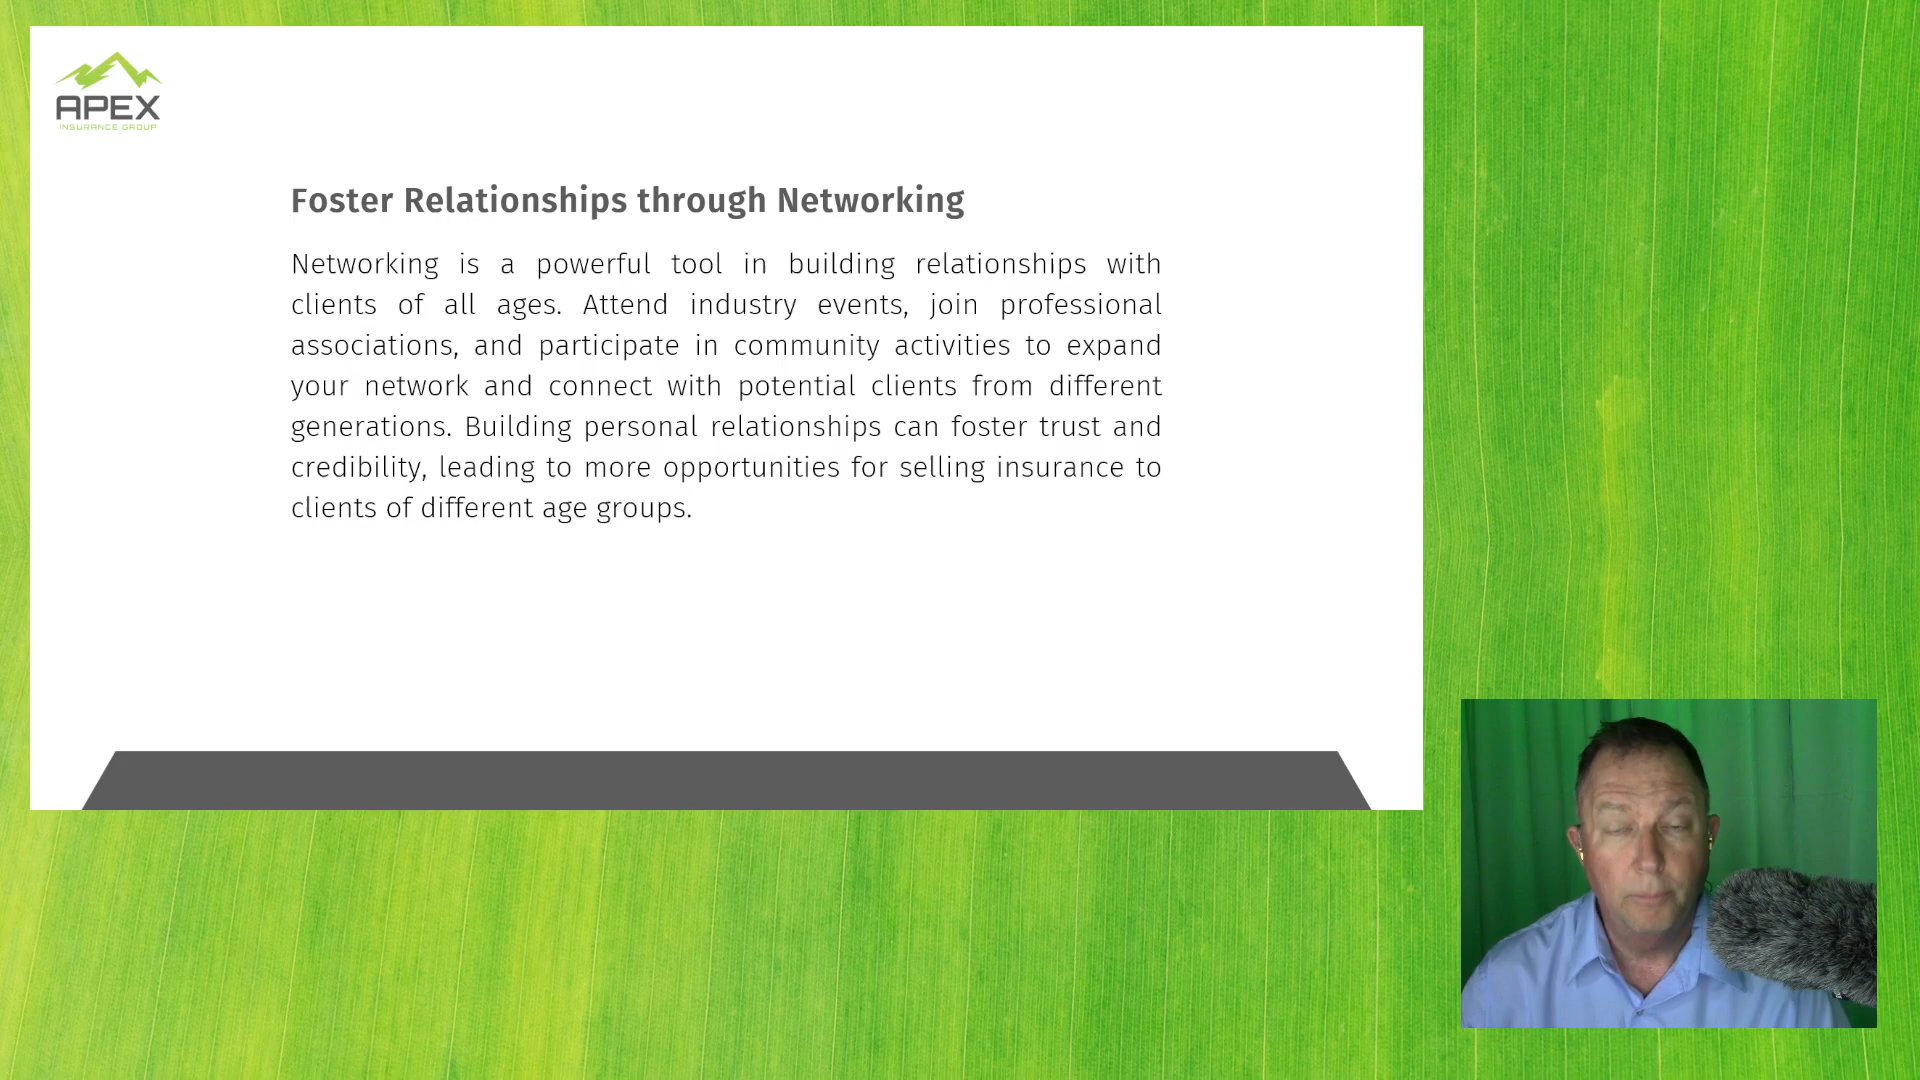 APEX
INSURANCE GROUP
Foster Relationships through Networking
Networking is a powerful tool in building relationships with
clients of all ages. Attend industry events, join professional
associations, and participate in community activities to expand
your network and connect with potential clients from different
generations. Building personal relationships can foster trust and
credibility, leading to more opportunities for selling insurance to
clients of different age groups.